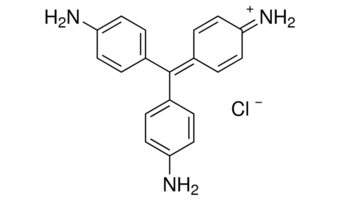 H₂N
+
NH₂
Cl⁻
NH₂